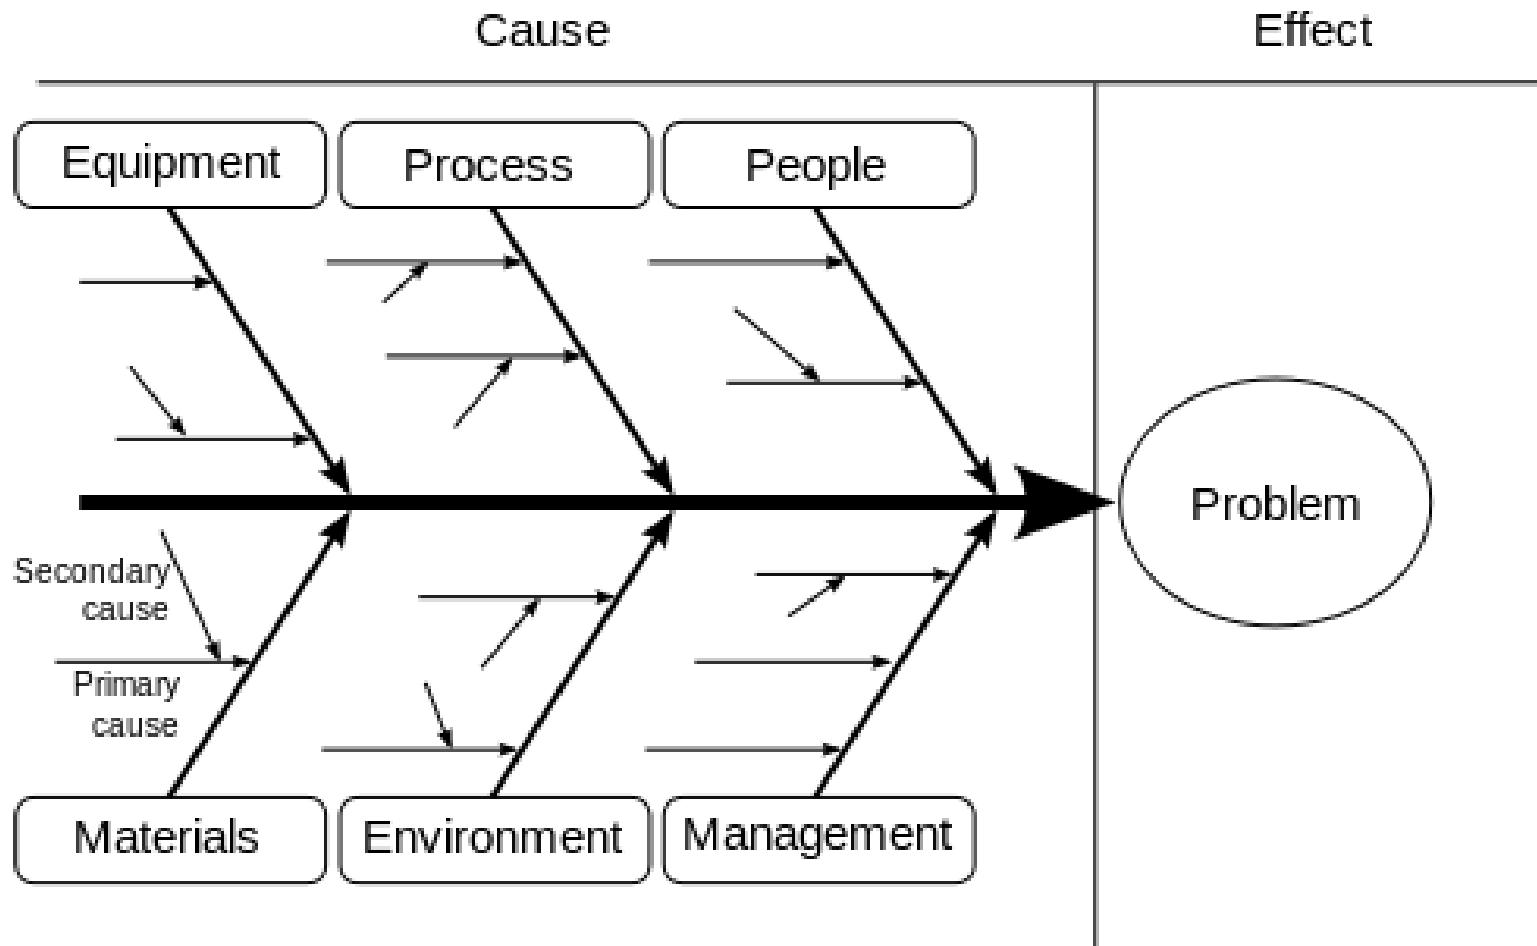 Cause
Effect
Equipment
Process
People
Problem
Secondary
cause
Primary
cause
Materials
Environment
Management